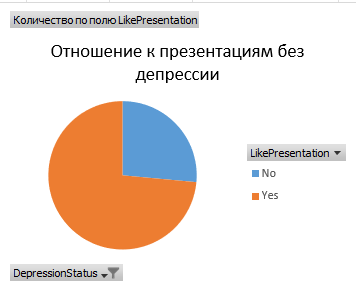 Количество по полю LikePresentation
Отношение к презентациям без
депрессии
LikePresentation
No
Yes
DepressionStatus